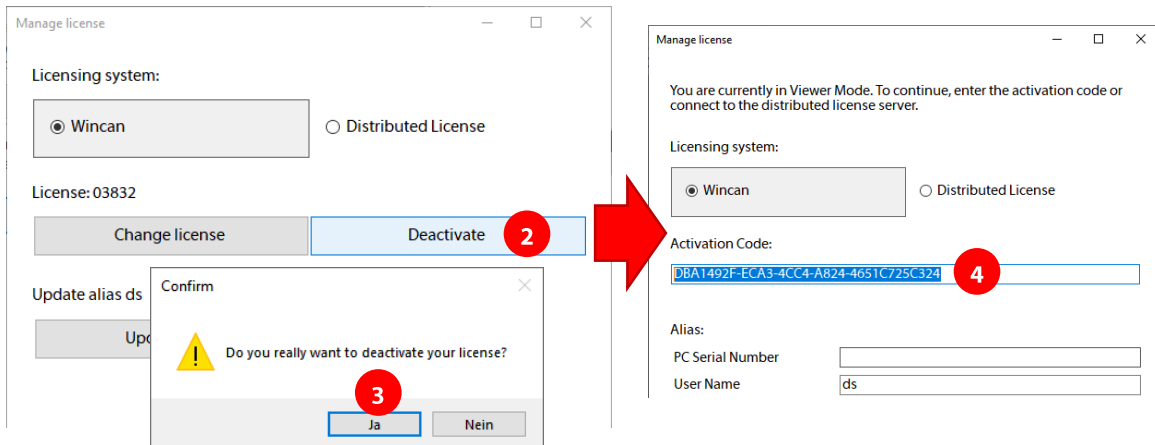 Manage license
Licensing system:
Wincan
Distributed License
License: 03832
Change license
Deactivate
2
Update alias ds
Upd
Confirm
Do you really want to deactivate your license?
3
Ja
Nein
Manage license
You are currently in Viewer Mode. To continue, enter the activation code or
connect to the distributed license server.
Licensing system:
Wincan
Distributed License
Activation Code:
DBA1492F-ECA3-4CC4-A824-4651C725C324
4
Alias:
PC Serial Number
User Name
ds